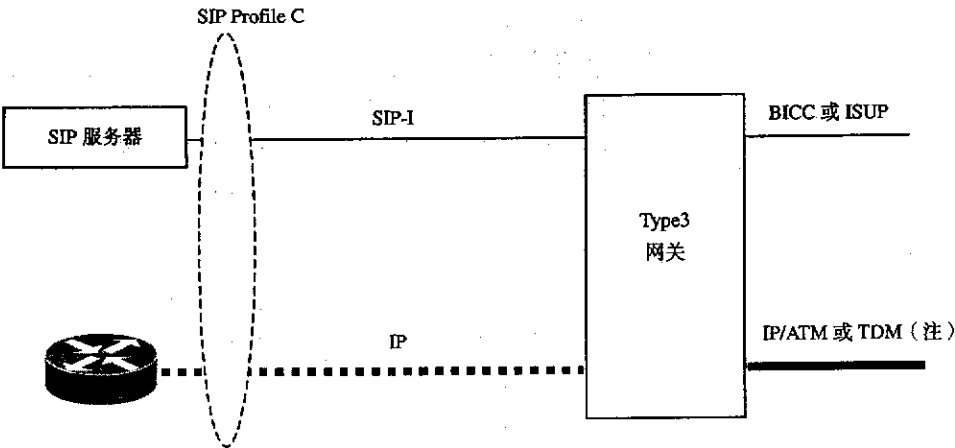 SIP Profile C
SIP 服务器
SIP-I
BICC 或 ISUP
Type3
网关
IP
IP/ATM 或 TDM（注）